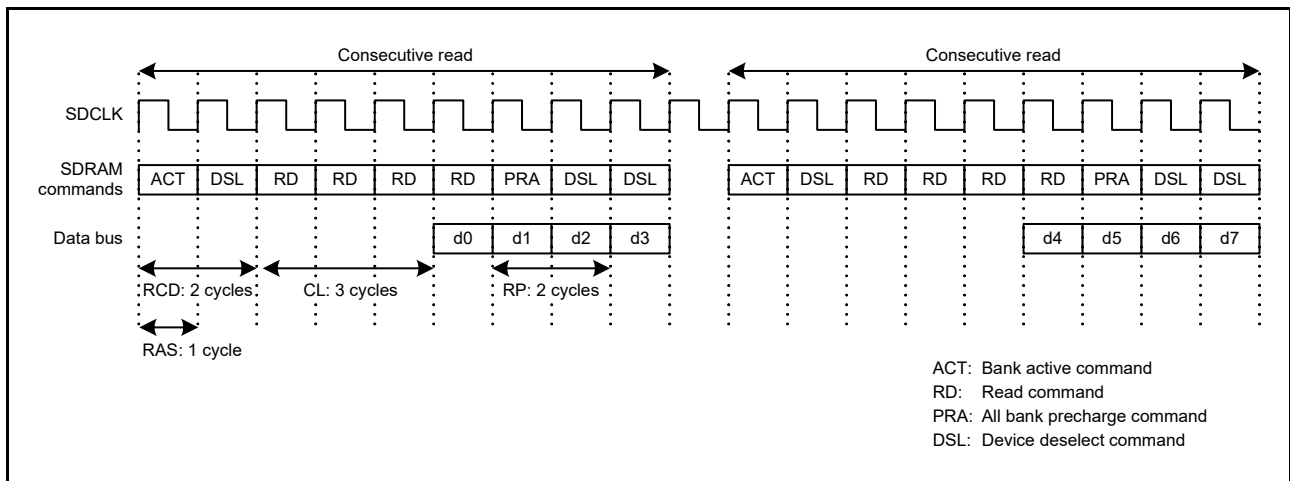 Consecutive read Consecutive read
SDCLK
SDRAM
commands
ACT DSL RD RD RD RD PRA DSL DSL ACT DSL RD RD RD RD PRA DSL DSL
Data bus d0 d1 d2 d3 d4 d5 d6 d7
RCD: 2 cycles CL: 3 cycles RP: 2 cycles
RAS: 1 cycle
ACT: Bank active command
RD: Read command
PRA: All bank precharge command
DSL: Device deselect command